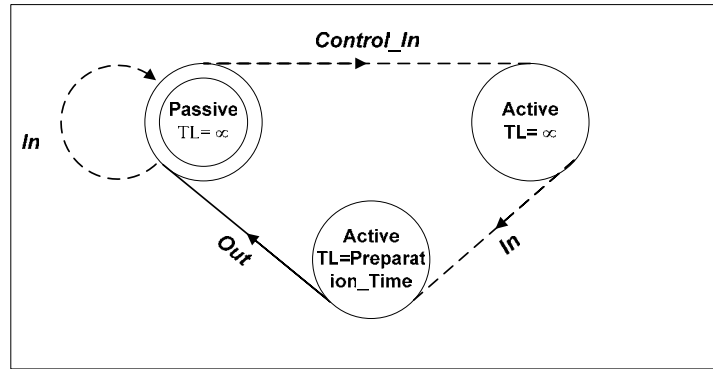 Control_In
Passive
TL= ∞
Active
TL= ∞
In
Active
TL=Preparat
ion_Time
Out
In